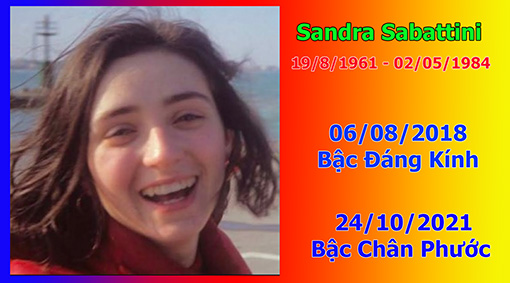 Sandra Sabattini
19/8/1961 - 02/05/1984
06/08/2018
Bậc Đáng Kính
24/10/2021
Bậc Chân Phước